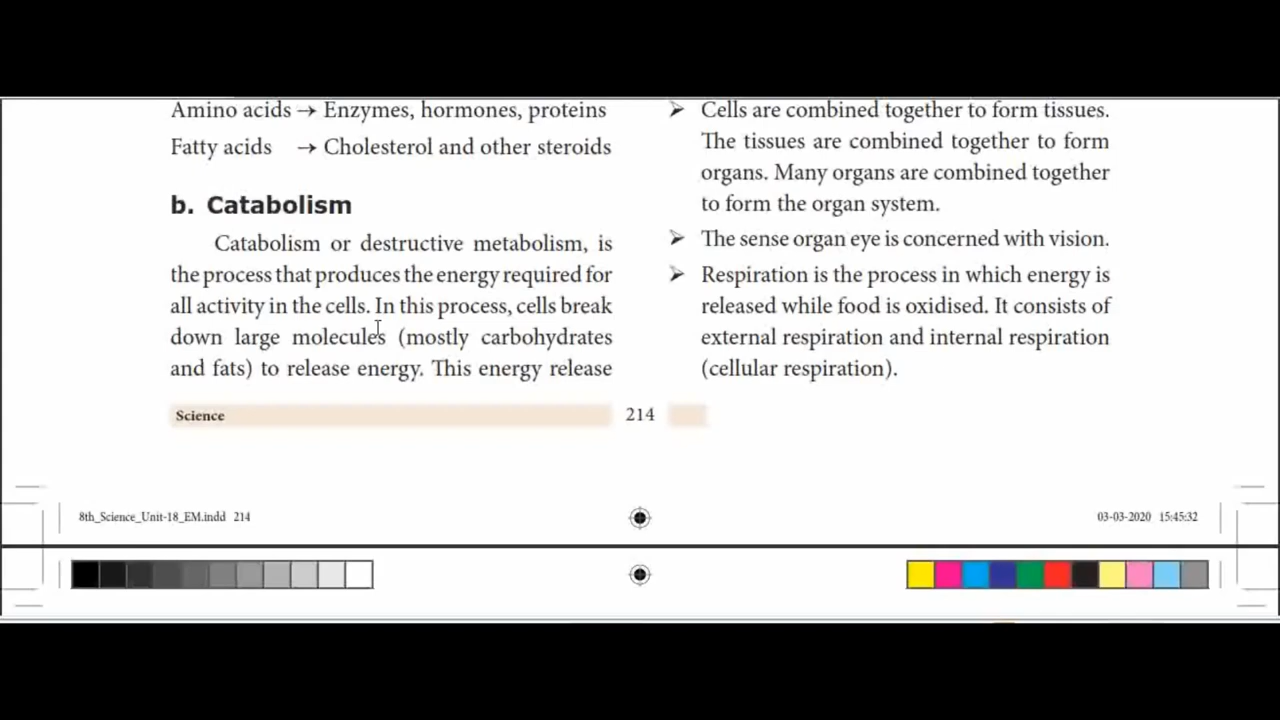 Amino acids → Enzymes, hormones, proteins
Fatty acids → Cholesterol and other steroids
b. Catabolism
Catabolism or destructive metabolism, is
the process that produces the energy required for
all activity in the cells. In this process, cells break
down large molecules (mostly carbohydrates
and fats) to release energy. This energy release
➤ Cells are combined together to form tissues.
The tissues are combined together to form
organs. Many organs are combined together
to form the organ system.
➤ The sense organ eye is concerned with vision.
➤ Respiration is the process in which energy is
released while food is oxidised. It consists of
external respiration and internal respiration
(cellular respiration).
Science 214
8th_Science_Unit-18_EM.indd 214 03-03-2020 15:45:32